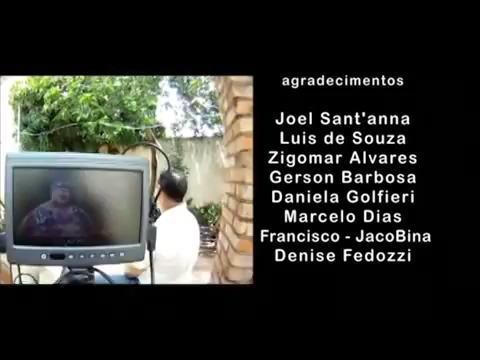 agradecimentos
Joel Sant'anna
Luis de Souza
Zigomar Alvares
Gerson Barbosa
Daniela Golfieri
Marcelo Dias
Francisco - JacoBina
Denise Fedozzi